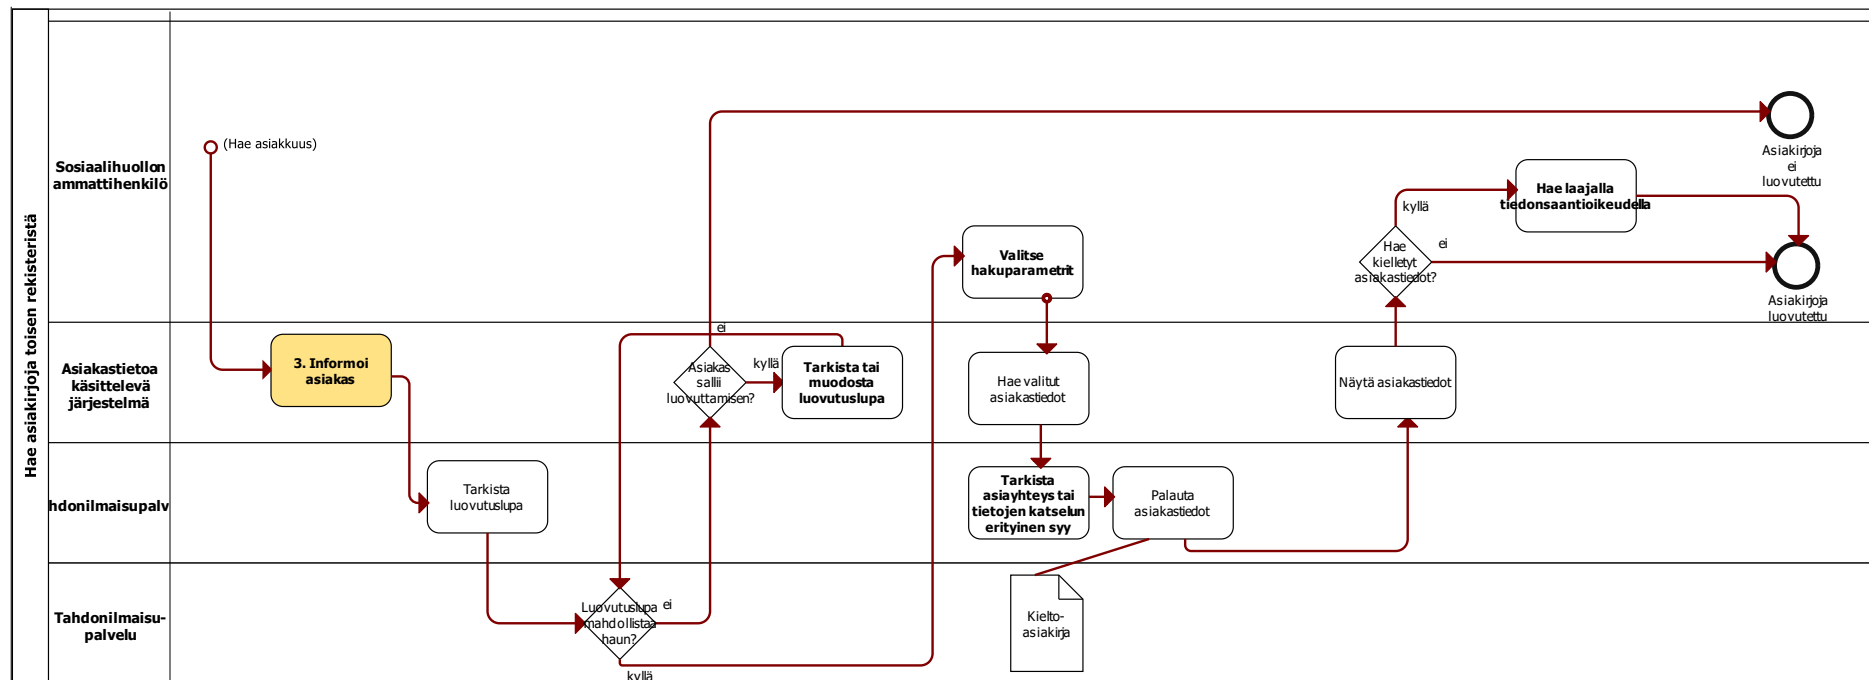 Hae asiakirjoja toisen rekisteristä
Sosiaalihuollon
ammattihenkilö
(Hae asiakkuus)
Asiakirjoja
ei
luovutettu
Hae laajalla
tiedonsaantioikeudella
kyllä
Hae
kielletyt
asiakastiedot?
ei
Valitse
hakuparametrit
Asiakirjoja
luovutettu
Asiakastietoa
käsittelevä
järjestelmä
3. Informoi
asiakas
ei
Asiakas
sallii
luovuttamisen?
kyllä
Tarkista tai
muodosta
luovutuslupa
Hae valitut
asiakastiedot
Näytä asiakastiedot
hdonilmaisupalv
Tarkista
luovutuslupa
Tarkista
asiayhteys tai
tietojen katselun
erityinen syy
Palauta
asiakastiedot
Tahdonilmaisu-
palvelu
Luovutuslupa
mahdollistaa
haun?
ei
kyllä
Kielto-
asiakirja